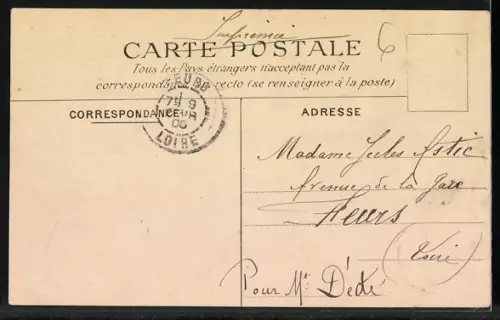 Imprimé
CARTE POSTALE
6
Tous les Pays étrangers n'acceptant pas la
correspondance recto (se renseigner à la poste)
FEURS
LOIRE
CORRESPONDANCE
ADRESSE
Madame Jules Astic
Avenue de la Gare
Feurs
(Loire)
Pour Mr Dédé